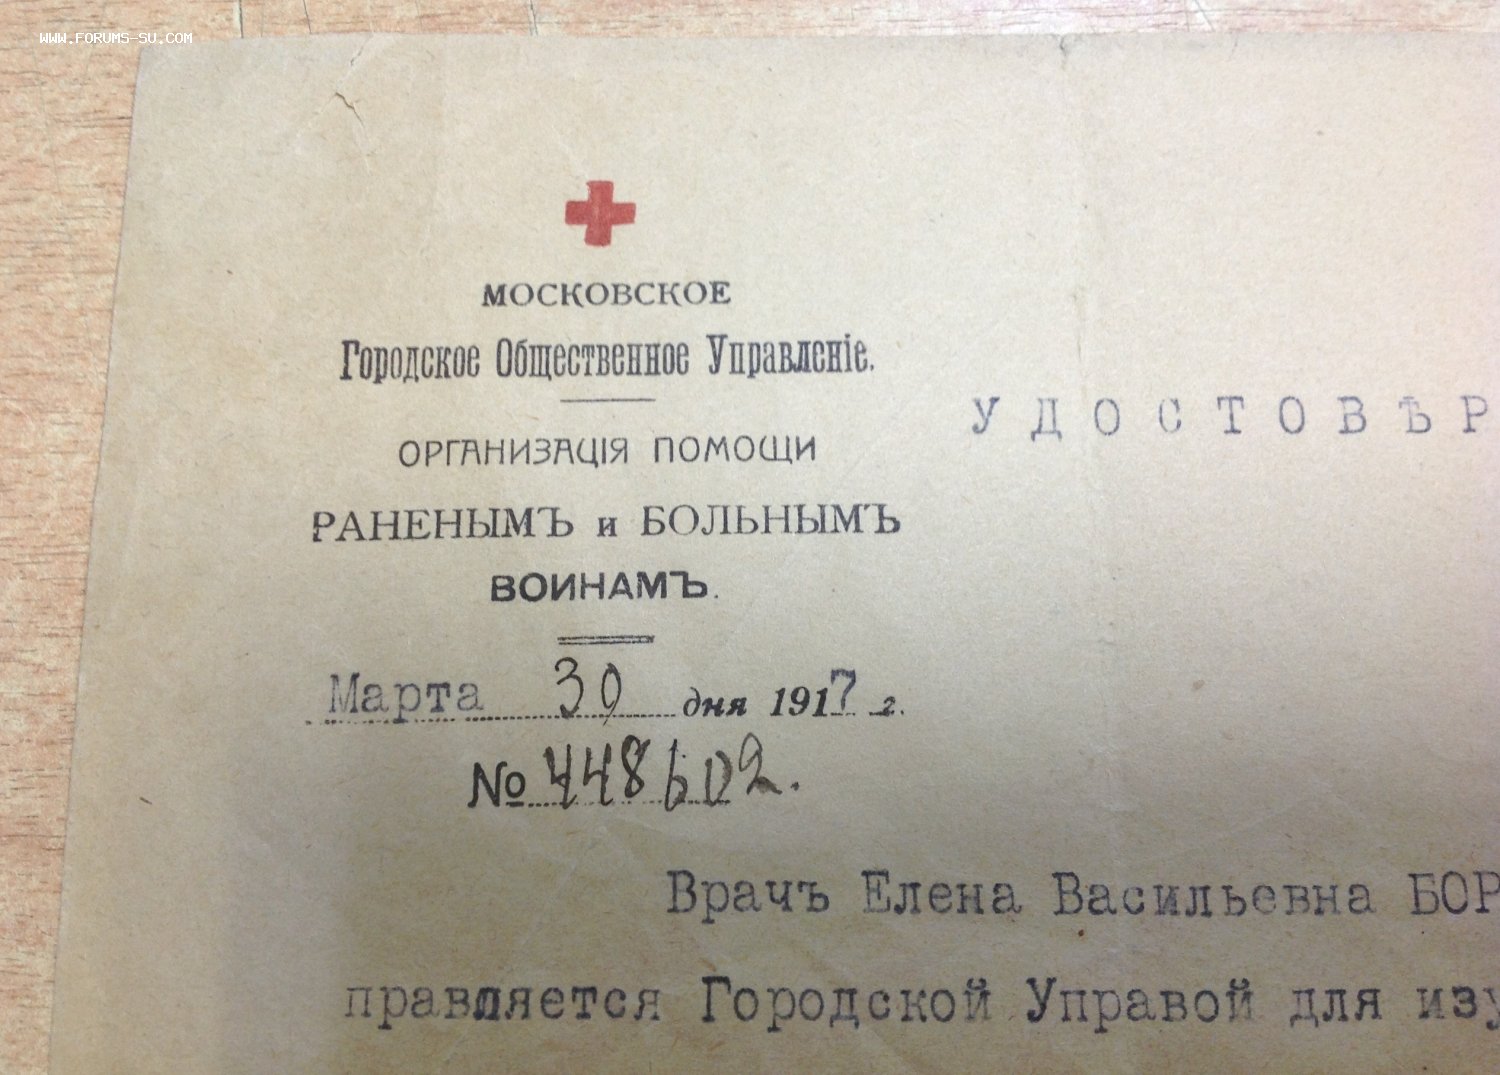 WWW.FORUMS-SU.COM
МОСКОВСКОЕ
Городское Общественное Управленіе.
ОРГАНИЗАЦІЯ ПОМОЩИ
РАНЕНЫМЪ и БОЛЬНЫМЪ
ВОИНАМЪ.
Марта 30 дня 1917 г.
№ 448602.
УДОСТОВѢР
Врачъ Елена Васильевна БОР
правляется Городской Управой для изу